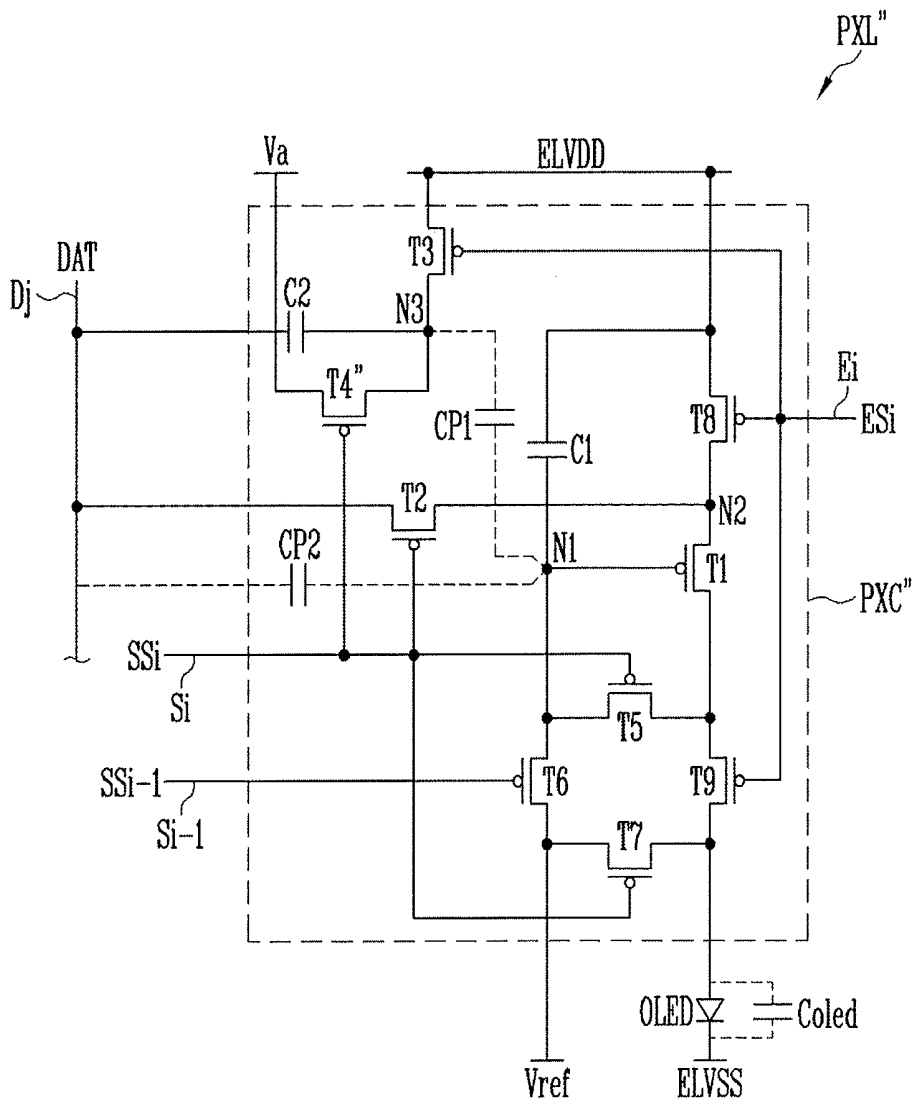 PXL"
Va
ELVDD
DAT
Dj
T3
C2
N3
T4"
Ei
ESi
CP1
C1
T8
T2
N2
CP2
N1
T1
PXC"
SSi
Si
T5
SSi-1
Si-1
T6
T9
T7
OLED
Coled
Vref
ELVSS